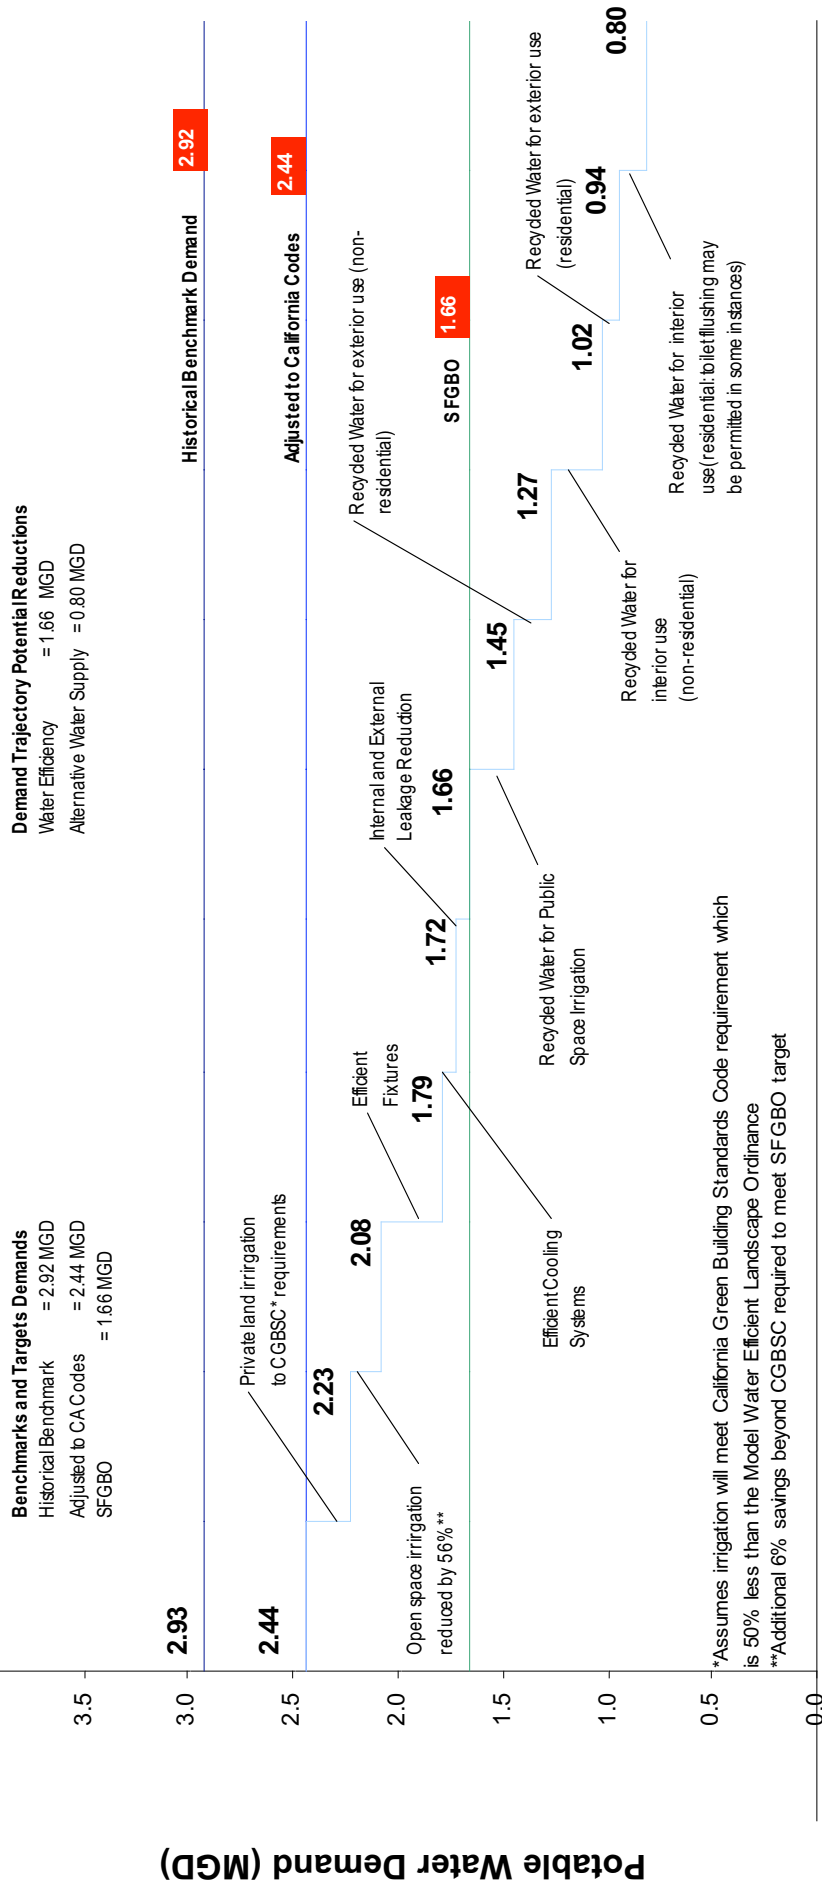 Benchmarks and Targets Demands
Historical Benchmark = 2.92 MGD
Adjusted to CA Codes = 2.44 MGD
SFGBO = 1.66 MGD
Demand Trajectory Potential Reductions
Water Efficiency = 1.66 MGD
Alternative Water Supply = 0.80 MGD
Potable Water Demand (MGD)
3.5
3.0
2.5
2.0
1.5
1.0
0.5
0.0
2.93
Historical Benchmark Demand
2.92
2.44
Adjusted to California Codes
2.44
Private land irrirgation
to CGBSC* requirements
2.23
Open space irrirgation
reduced by 56%**
2.08
Efficient
Fixtures
1.79
Efficient Cooling
Systems
1.72
Internal and External
Leakage Reduction
1.66
SFGBO
1.66
Recycled Water for Public
Space Irrigation
1.45
Recycled Water for exterior use (non-
residential)
1.27
Recycled Water for
interior use
(non-residential)
1.02
Recycled Water for exterior use
(residential)
0.94
Recycled Water for interior
use(residential: toilet flushing may
be permitted in some instances)
0.80
*Assumes irrigation will meet California Green Building Standards Code requirement which
is 50% less than the Model Water Efficient Landscape Ordinance
**Additional 6% savings beyond CGBSC required to meet SFGBO target